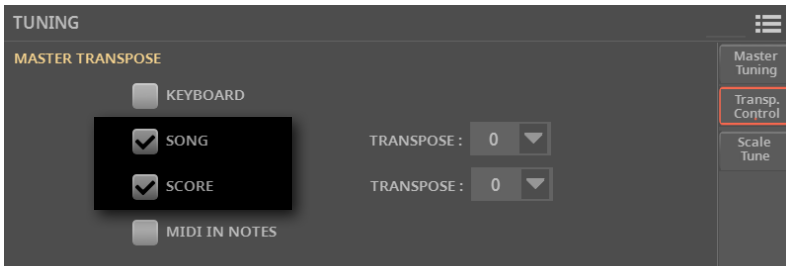 TUNING
MASTER TRANSPOSE
KEYBOARD
SONG TRANSPOSE : 0
SCORE TRANSPOSE : 0
MIDI IN NOTES
Master
Tuning
Transp.
Control
Scale
Tune